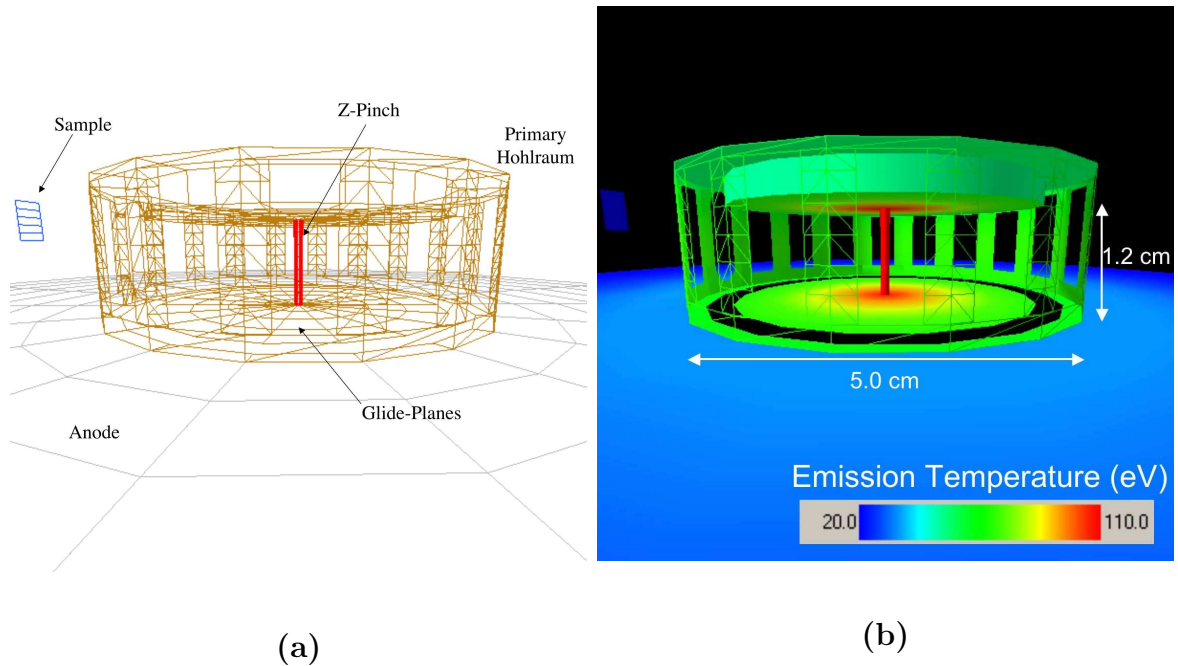 Sample
Z-Pinch
Primary
Hohlraum
Glide-Planes
Anode
(a)
1.2 cm
5.0 cm
Emission Temperature (eV)
20.0
110.0
(b)